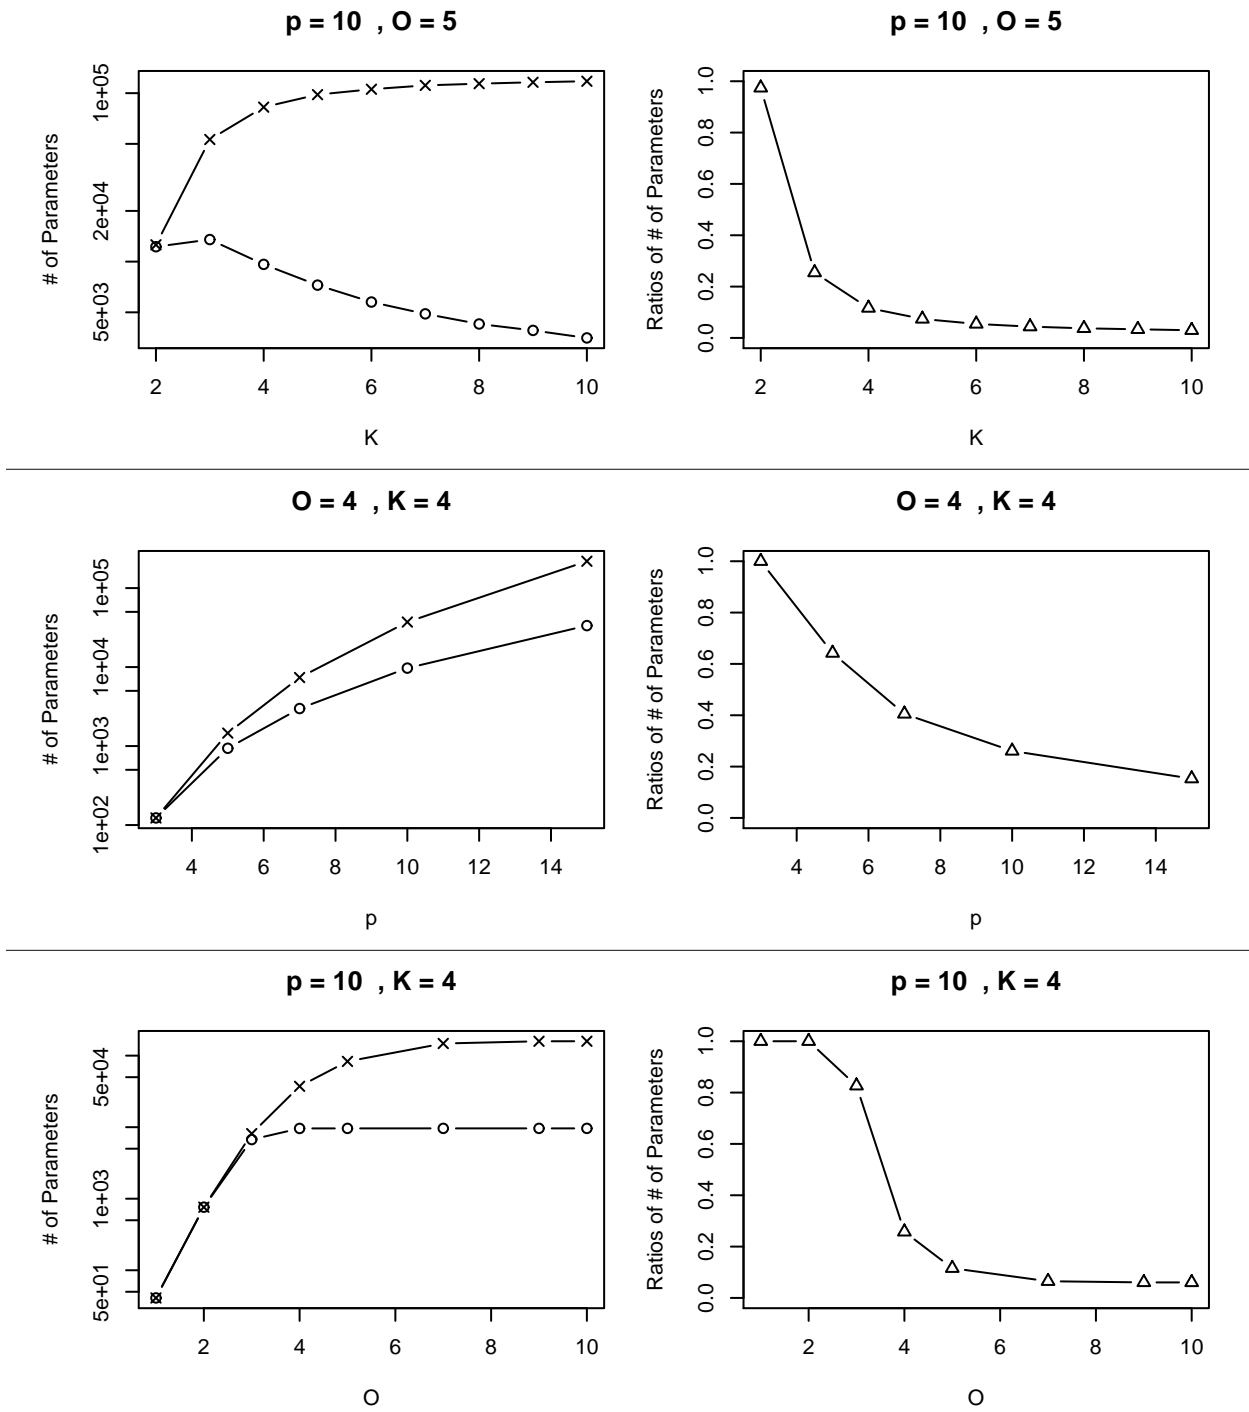 p = 10 , O = 5
# of Parameters
5e+03 2e+04 1e+05
2 4 6 8 10
K
p = 10 , O = 5
Ratios of # of Parameters
0.0 0.2 0.4 0.6 0.8 1.0
2 4 6 8 10
K
O = 4 , K = 4
# of Parameters
1e+02 1e+03 1e+04 1e+05
4 6 8 10 12 14
p
O = 4 , K = 4
Ratios of # of Parameters
0.0 0.2 0.4 0.6 0.8 1.0
4 6 8 10 12 14
p
p = 10 , K = 4
# of Parameters
5e+01 1e+03 5e+04
2 4 6 8 10
O
p = 10 , K = 4
Ratios of # of Parameters
0.0 0.2 0.4 0.6 0.8 1.0
2 4 6 8 10
O